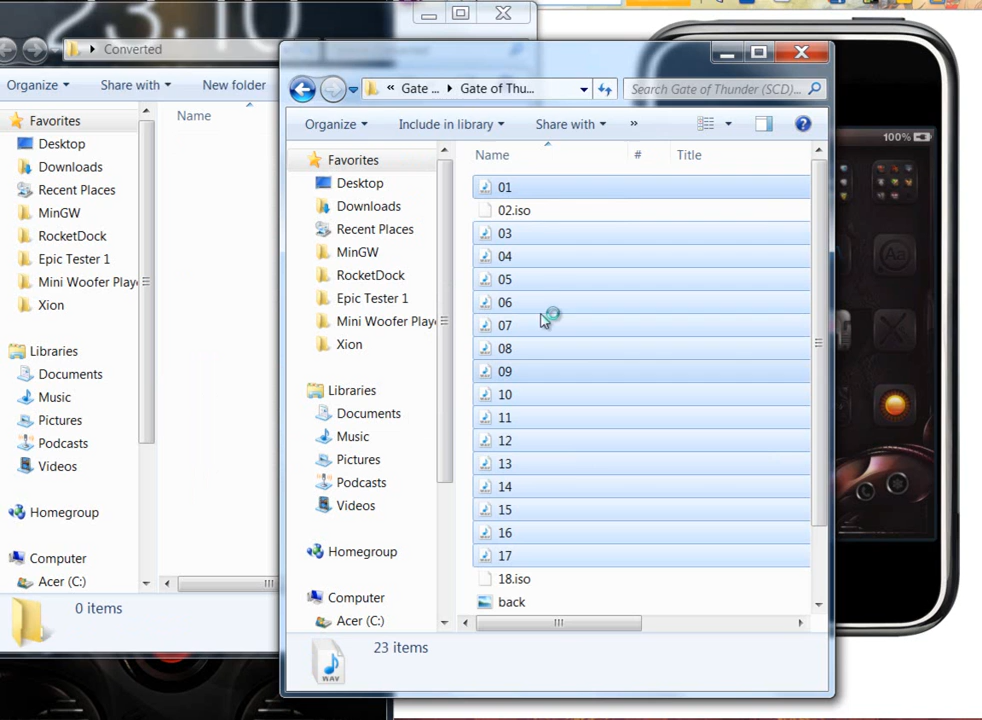 23.10
Converted
Organize
Share with
New folder
Name
Favorites
Desktop
Downloads
Recent Places
MinGW
RocketDock
Epic Tester 1
Mini Woofer Playe
Xion
Libraries
Documents
Music
Pictures
Podcasts
Videos
Homegroup
Computer
Acer (C:)
0 items
« Gate ... Gate of Thu...
Search Gate of Thunder (SCD)...
Organize
Include in library
Share with
»
Name
#
Title
Favorites
Desktop
Downloads
Recent Places
MinGW
RocketDock
Epic Tester 1
Mini Woofer Playe
Xion
Libraries
Documents
Music
Pictures
Podcasts
Videos
Homegroup
Computer
Acer (C:)
01
02.iso
03
04
05
06
07
08
09
10
11
12
13
14
15
16
17
18.iso
back
WAV
23 items
100%
Aa